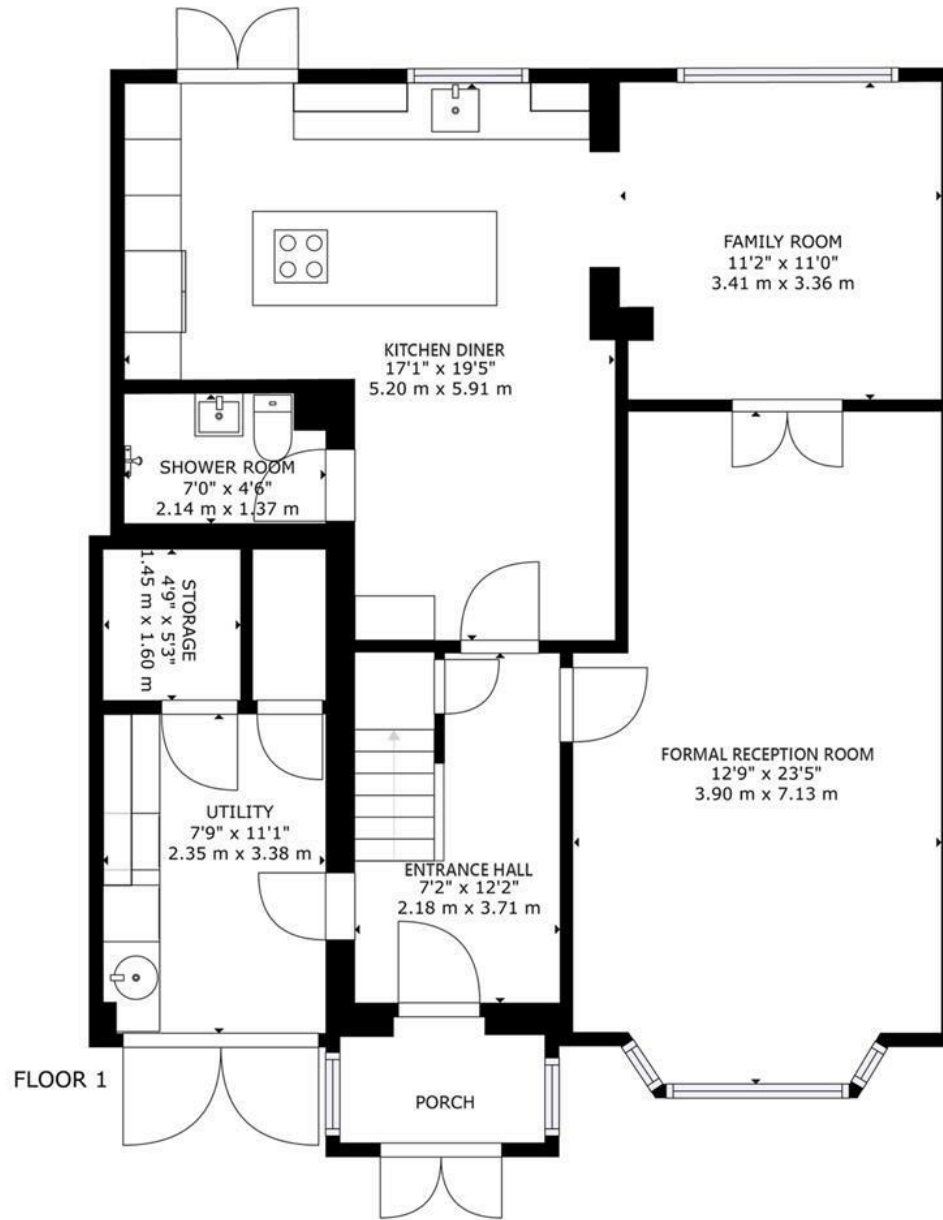 FAMILY ROOM
11'2" x 11'0"
3.41 m x 3.36 m
KITCHEN DINER
17'1" x 19'5"
5.20 m x 5.91 m
SHOWER ROOM
7'0" x 4'6"
2.14 m x 1.37 m
STORAGE
4'9" x 5'3"
1.45 m x 1.60 m
FORMAL RECEPTION ROOM
12'9" x 23'5"
3.90 m x 7.13 m
UTILITY
7'9" x 11'1"
2.35 m x 3.38 m
ENTRANCE HALL
7'2" x 12'2"
2.18 m x 3.71 m
FLOOR 1
PORCH